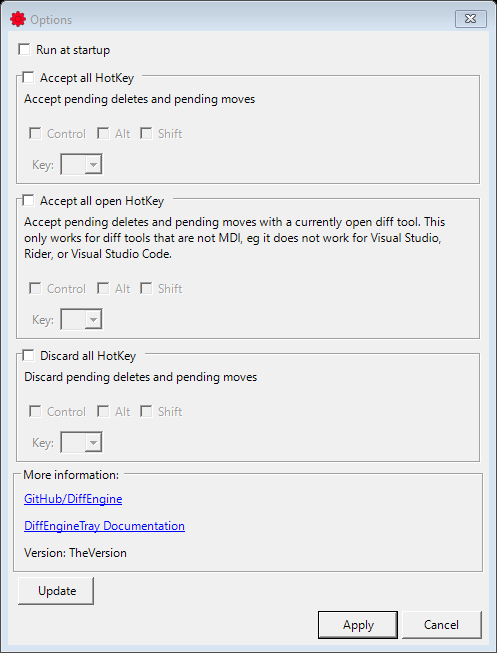 Options
Run at startup
Accept all HotKey
Accept pending deletes and pending moves
Control Alt Shift
Key:
Accept all open HotKey
Accept pending deletes and pending moves with a currently open diff tool. This
only works for diff tools that are not MDI, eg it does not work for Visual Studio,
Rider, or Visual Studio Code.
Control Alt Shift
Key:
Discard all HotKey
Discard pending deletes and pending moves
Control Alt Shift
Key:
More information:
GitHub/DiffEngine
DiffEngineTray Documentation
Version: TheVersion
Update
Apply Cancel